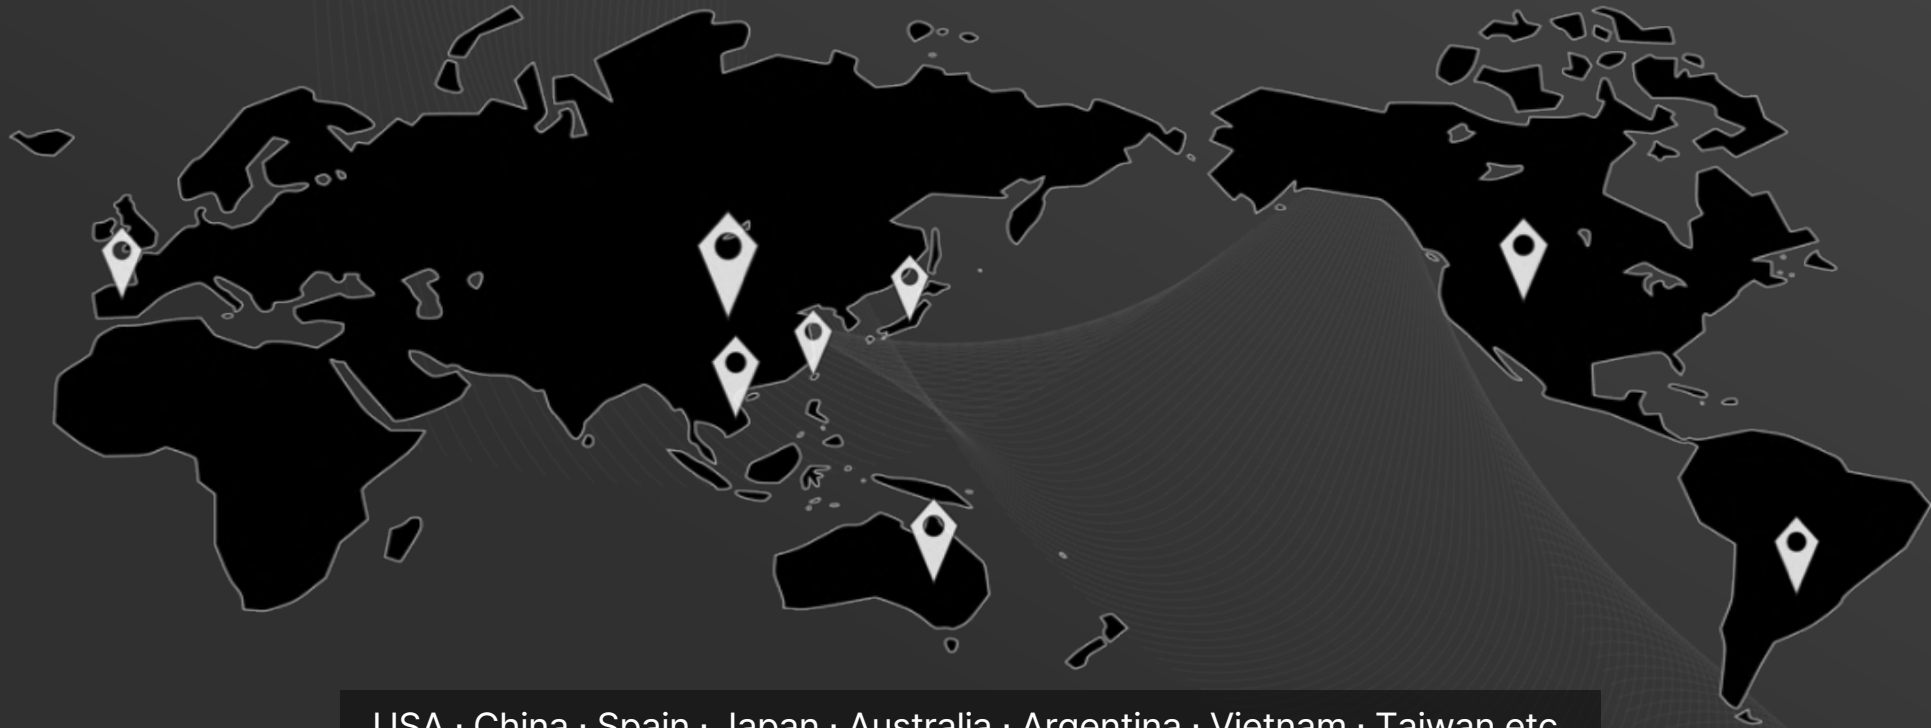 USA · China · Spain · Japan · Australia · Argentina · Vietnam · Taiwan etc